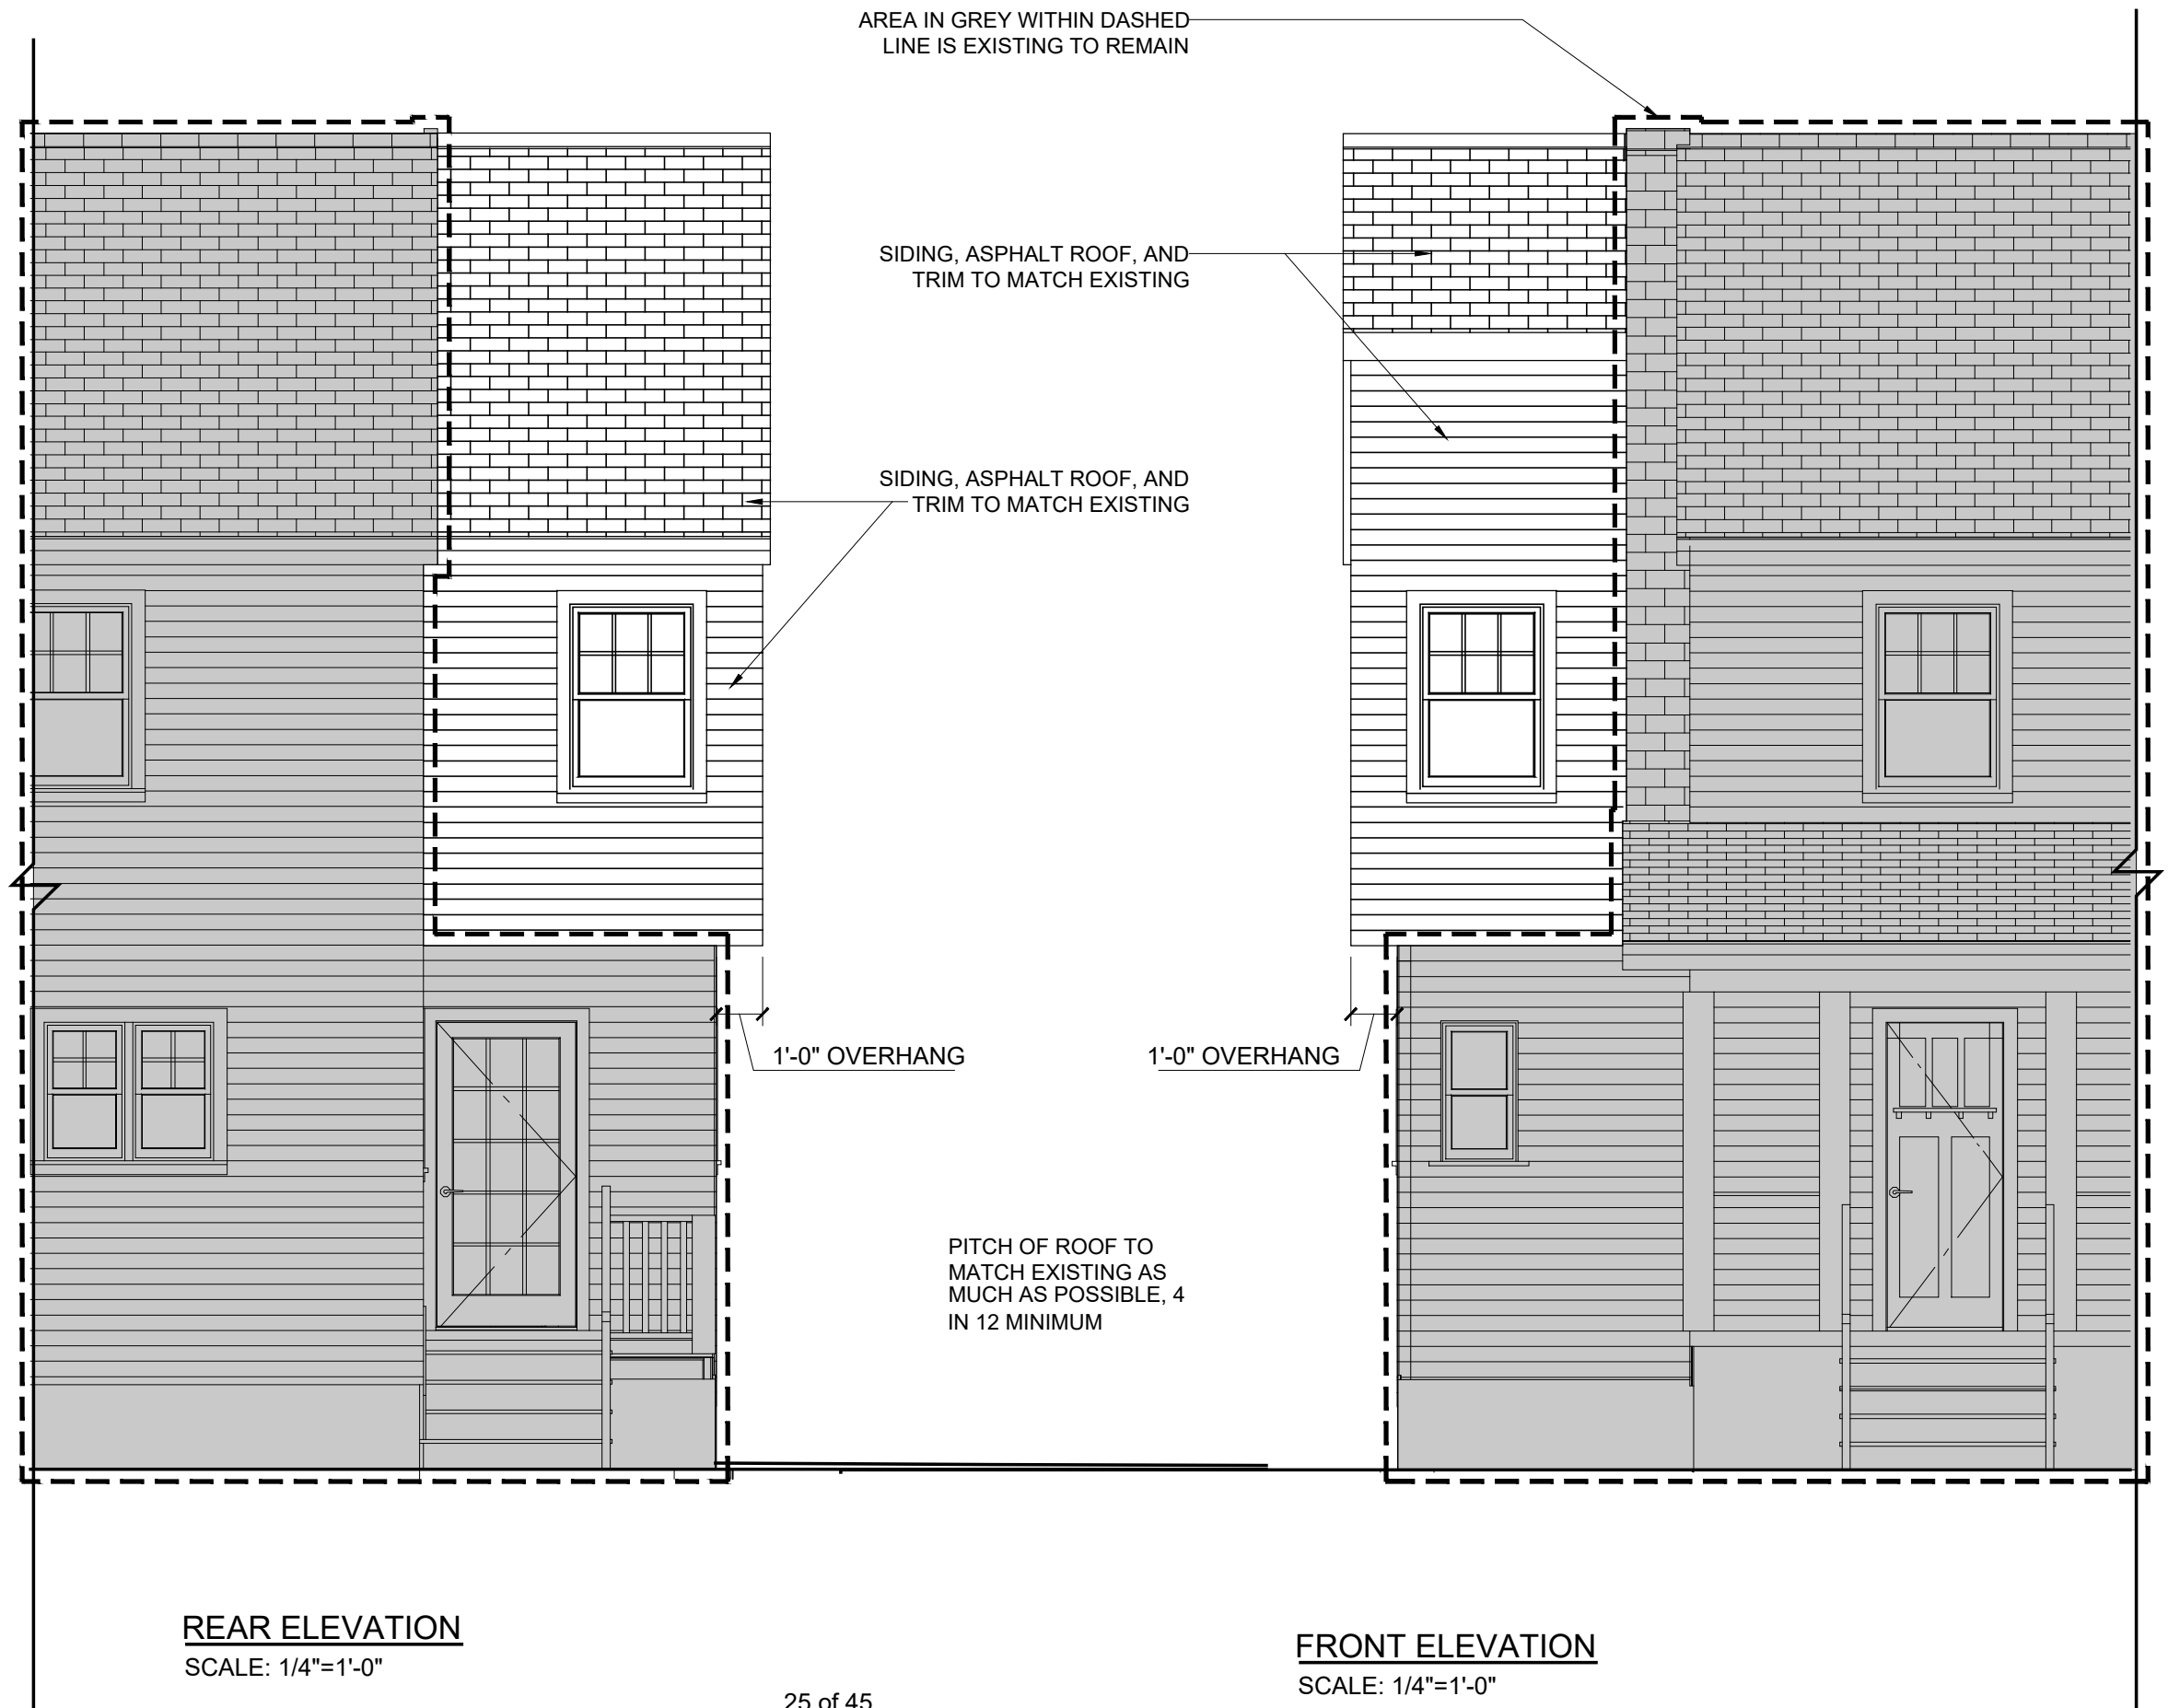 AREA IN GREY WITHIN DASHED
LINE IS EXISTING TO REMAIN
SIDING, ASPHALT ROOF, AND
TRIM TO MATCH EXISTING
SIDING, ASPHALT ROOF, AND
TRIM TO MATCH EXISTING
1'-0" OVERHANG
1'-0" OVERHANG
PITCH OF ROOF TO
MATCH EXISTING AS
MUCH AS POSSIBLE, 4
IN 12 MINIMUM
REAR ELEVATION
SCALE: 1/4"=1'-0"
FRONT ELEVATION
SCALE: 1/4"=1'-0"
25 of 45